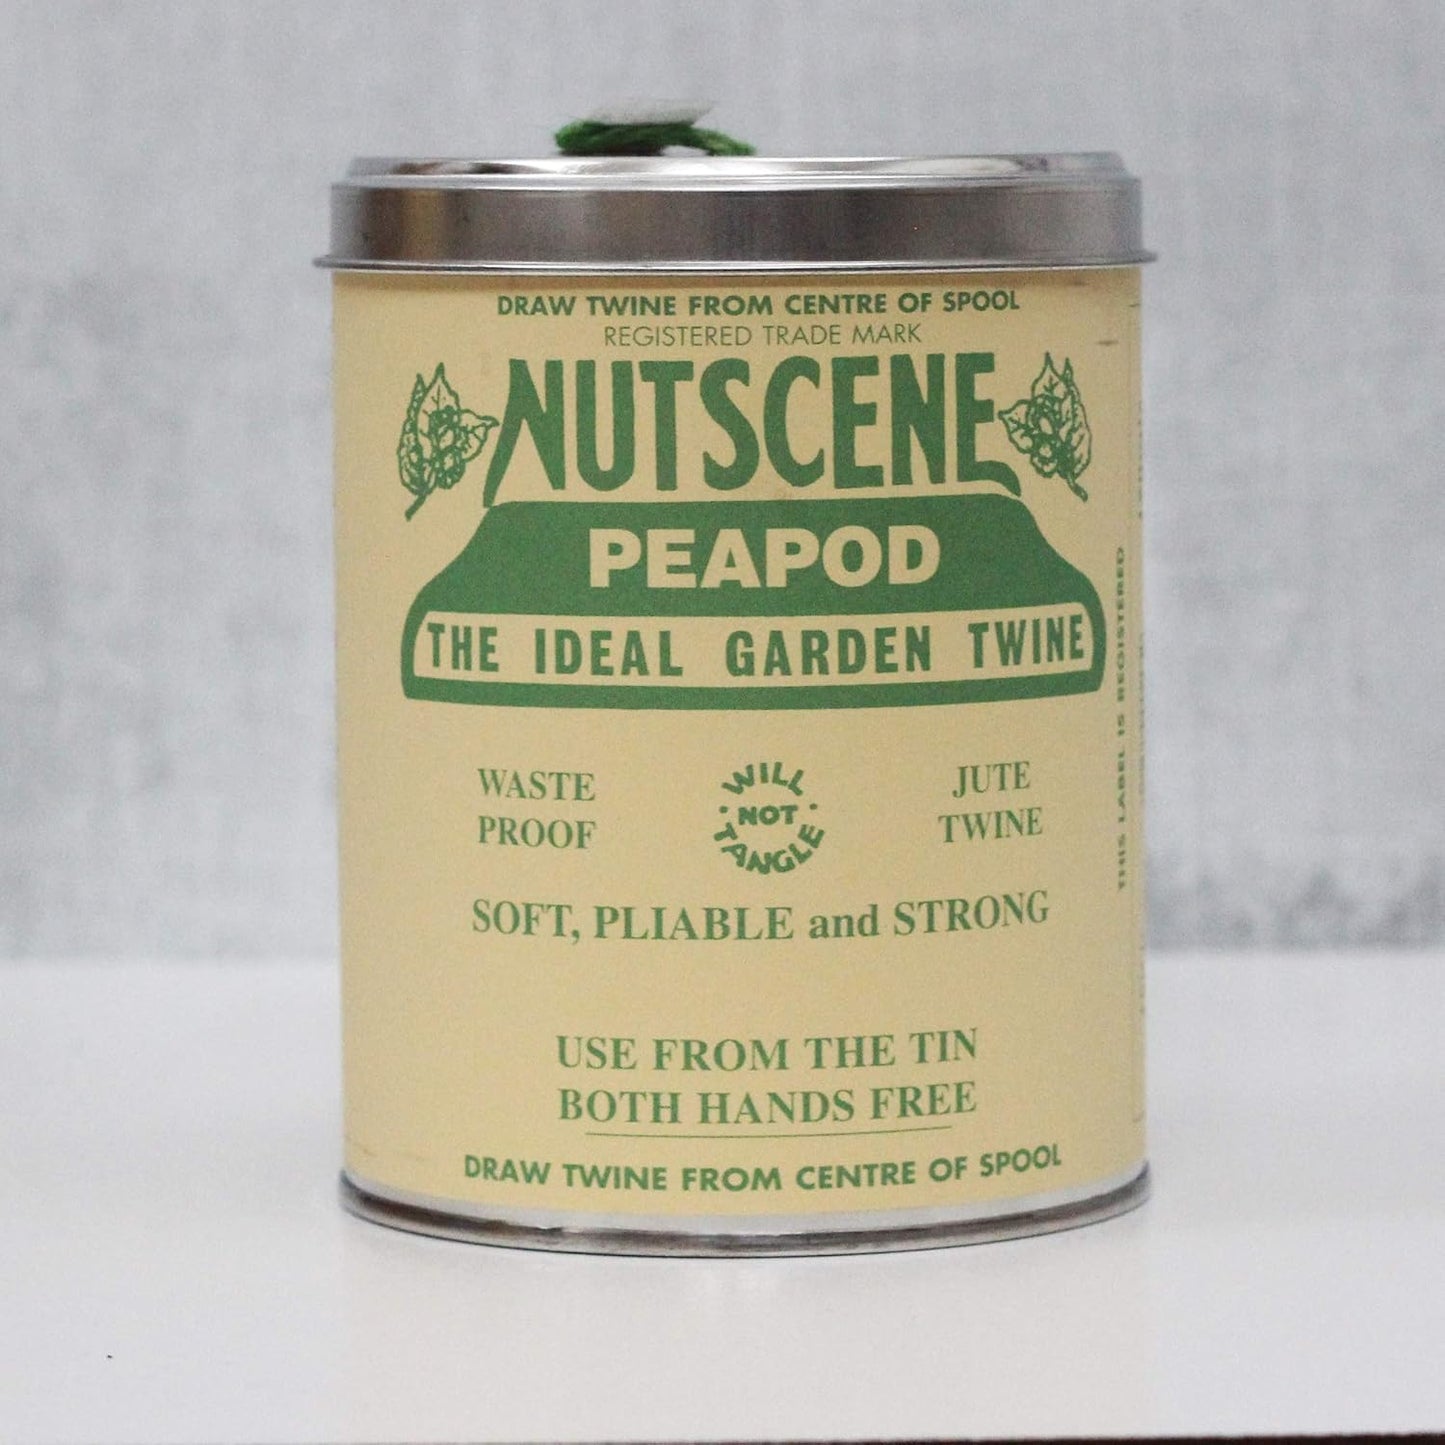 DRAW TWINE FROM CENTRE OF SPOOL
REGISTERED TRADE MARK
NUTSCENE
PEAPOD
THE IDEAL GARDEN TWINE
WASTE
PROOF
WILL
· NOT ·
TANGLE
JUTE
TWINE
SOFT, PLIABLE and STRONG
USE FROM THE TIN
BOTH HANDS FREE
DRAW TWINE FROM CENTRE OF SPOOL
THIS LABEL IS REGISTERED